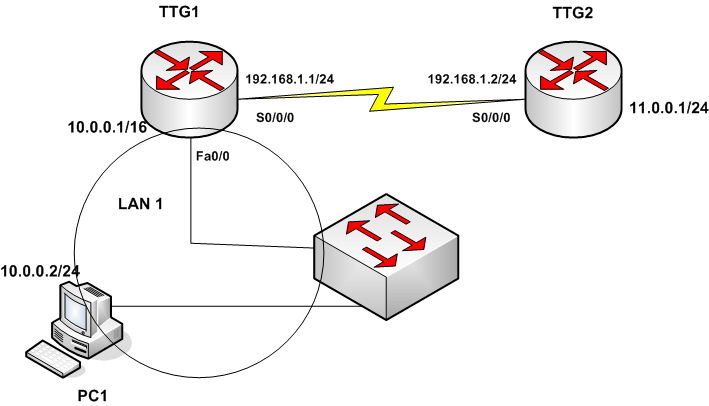 TTG1
TTG2
192.168.1.1/24
192.168.1.2/24
S0/0/0
S0/0/0
11.0.0.1/24
10.0.0.1/16
Fa0/0
LAN 1
10.0.0.2/24
PC1